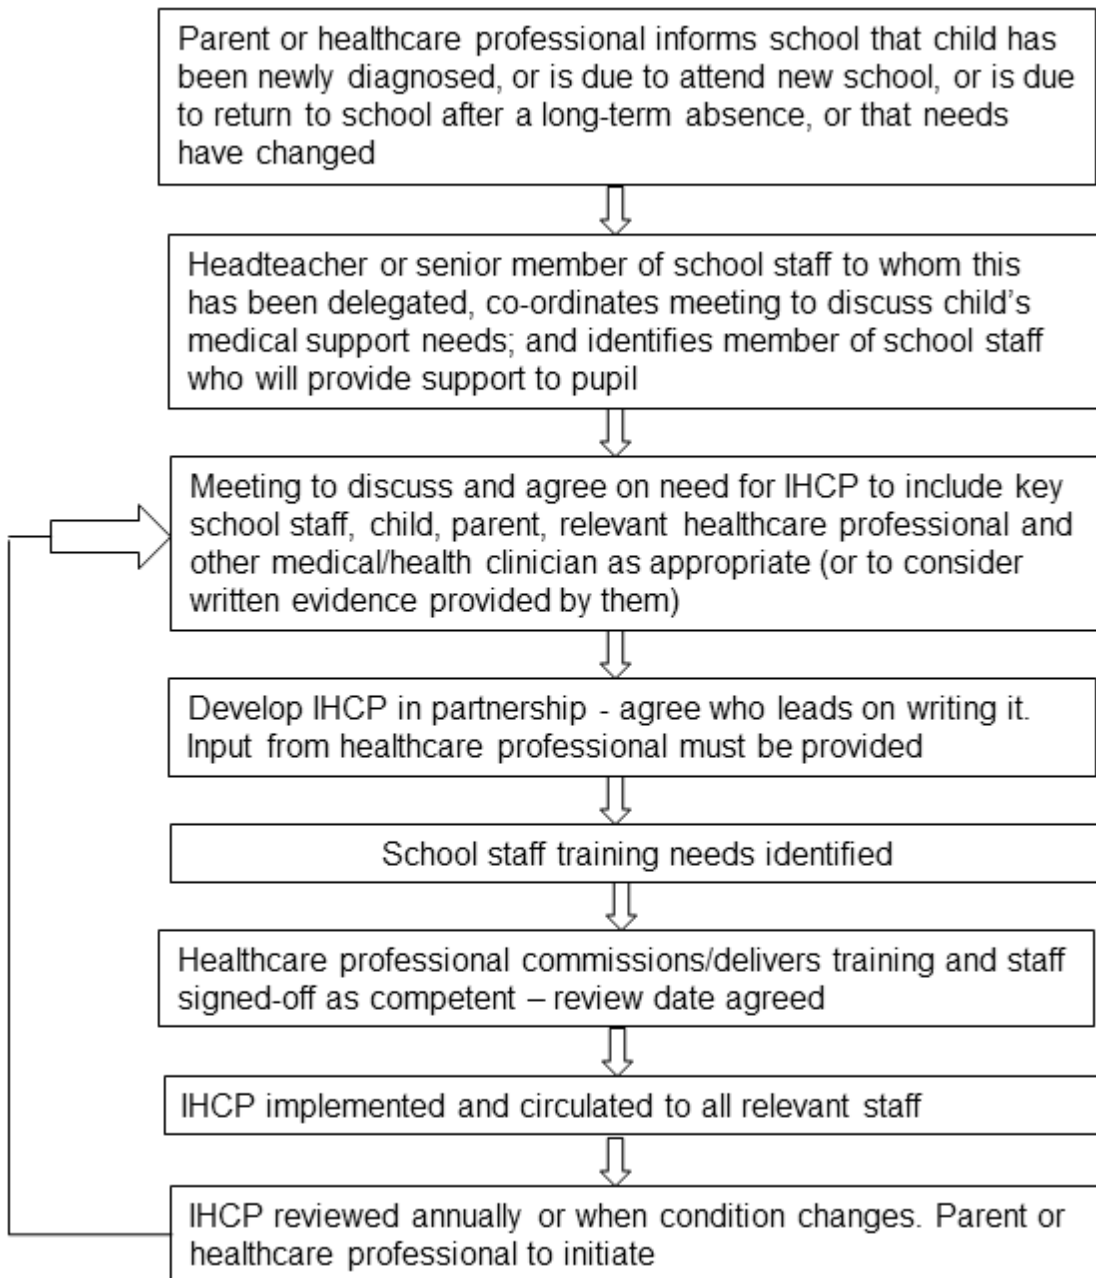 Parent or healthcare professional informs school that child has
been newly diagnosed, or is due to attend new school, or is due
to return to school after a long-term absence, or that needs
have changed
Headteacher or senior member of school staff to whom this
has been delegated, co-ordinates meeting to discuss child’s
medical support needs; and identifies member of school staff
who will provide support to pupil
Meeting to discuss and agree on need for IHCP to include key
school staff, child, parent, relevant healthcare professional and
other medical/health clinician as appropriate (or to consider
written evidence provided by them)
Develop IHCP in partnership - agree who leads on writing it.
Input from healthcare professional must be provided
School staff training needs identified
Healthcare professional commissions/delivers training and staff
signed-off as competent – review date agreed
IHCP implemented and circulated to all relevant staff
IHCP reviewed annually or when condition changes. Parent or
healthcare professional to initiate